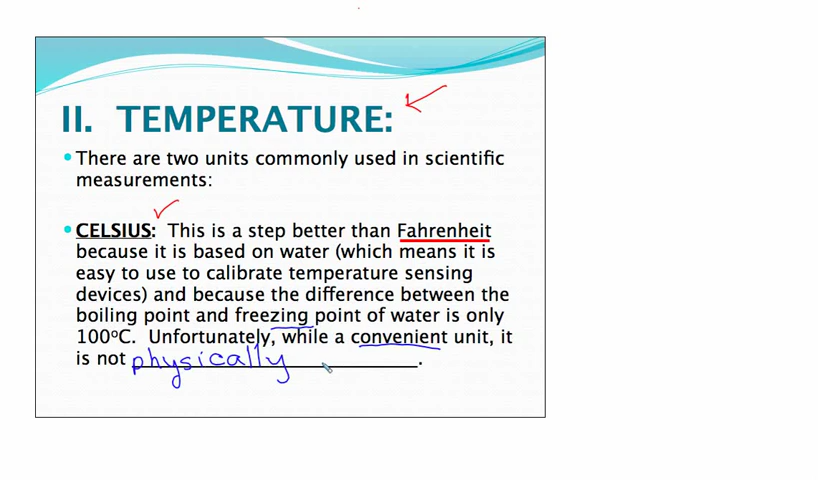 II. TEMPERATURE:
There are two units commonly used in scientific
measurements:
CELSIUS: This is a step better than Fahrenheit
because it is based on water (which means it is
easy to use to calibrate temperature sensing
devices) and because the difference between the
boiling point and freezing point of water is only
100°C. Unfortunately, while a convenient unit, it
is not physically .